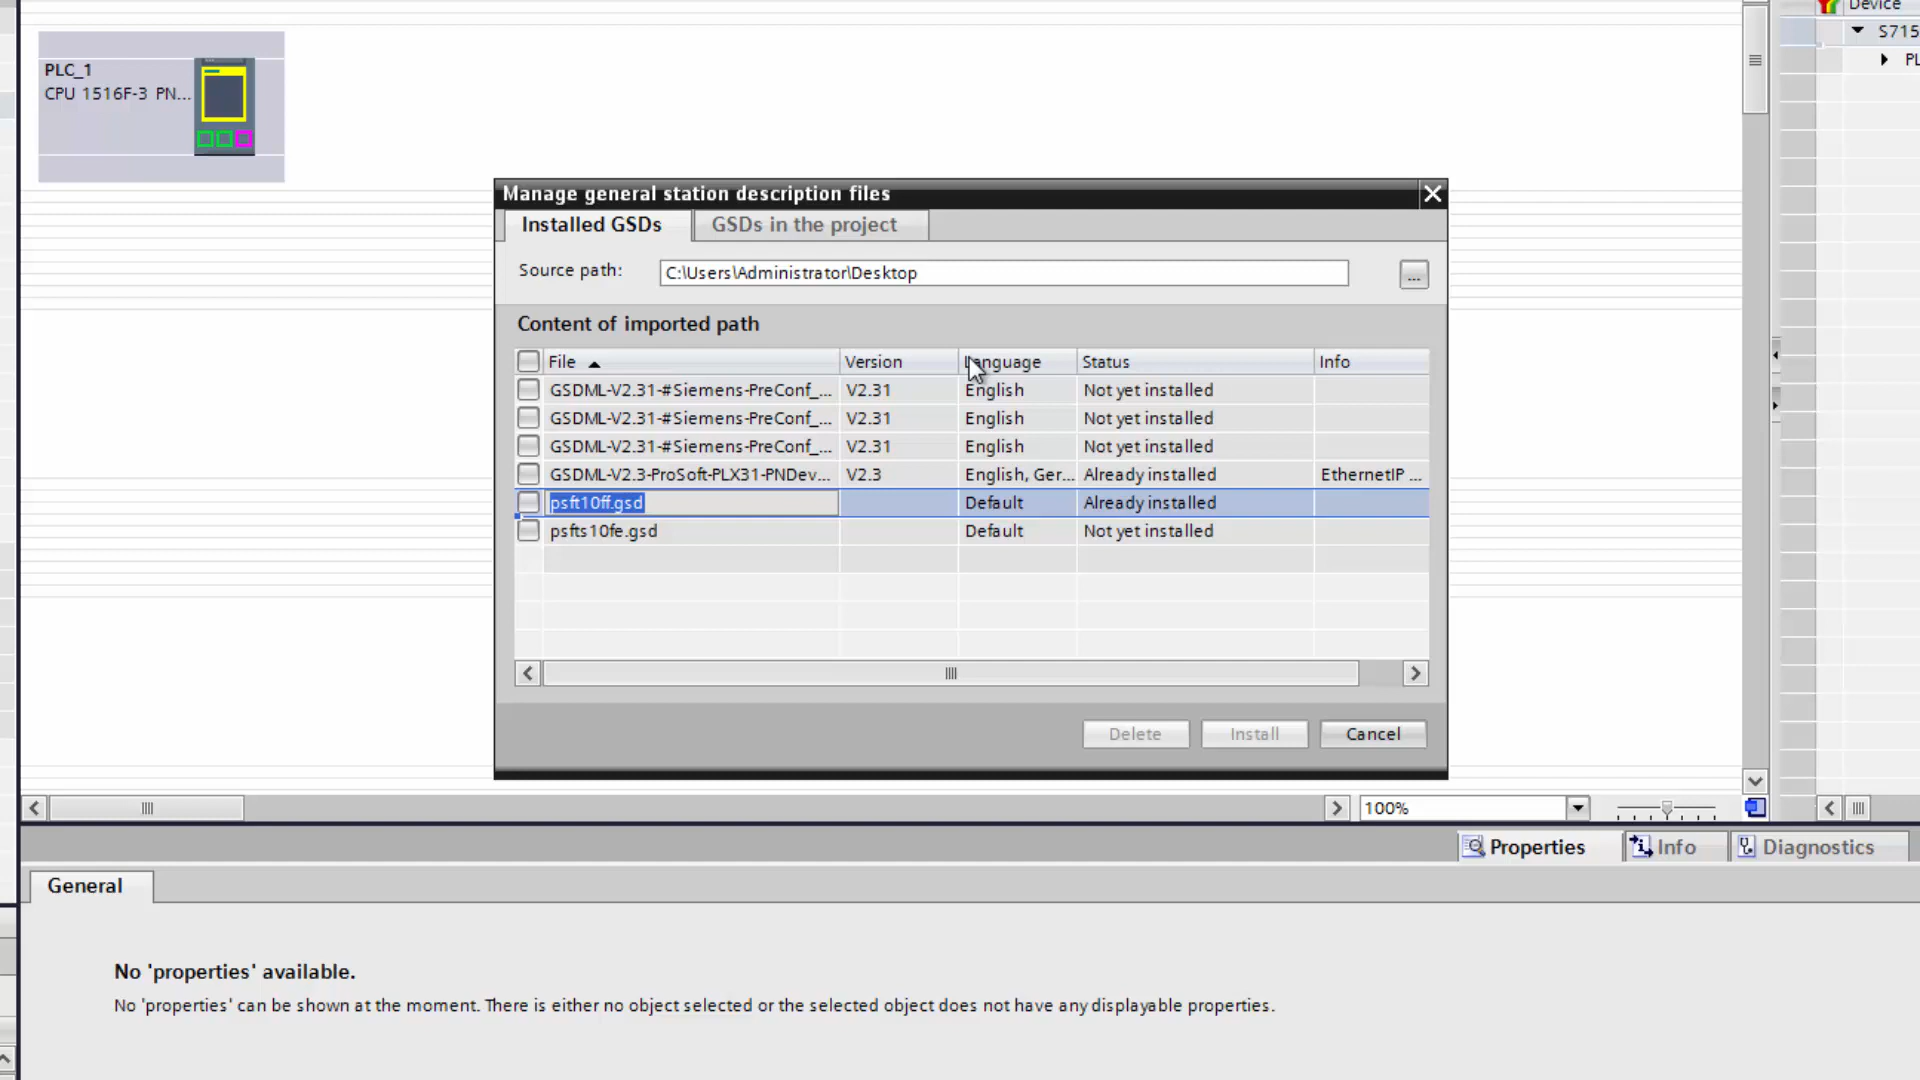 Device
S715
PL
PLC_1
CPU 1516F-3 PN...
Manage general station description files
Installed GSDs GSDs in the project
Source path: C:\Users\Administrator\Desktop ...
Content of imported path
File Version Language Status Info
GSDML-V2.31-#Siemens-PreConf_... V2.31 English Not yet installed
GSDML-V2.31-#Siemens-PreConf_... V2.31 English Not yet installed
GSDML-V2.31-#Siemens-PreConf_... V2.31 English Not yet installed
GSDML-V2.3-ProSoft-PLX31-PNDev... V2.3 English, Ger... Already installed EthernetIP ...
psft10ff.gsd Default Already installed
psfts10fe.gsd Default Not yet installed
Delete Install Cancel
100%
Properties Info Diagnostics
General
No 'properties' available.
No 'properties' can be shown at the moment. There is either no object selected or the selected object does not have any displayable properties.